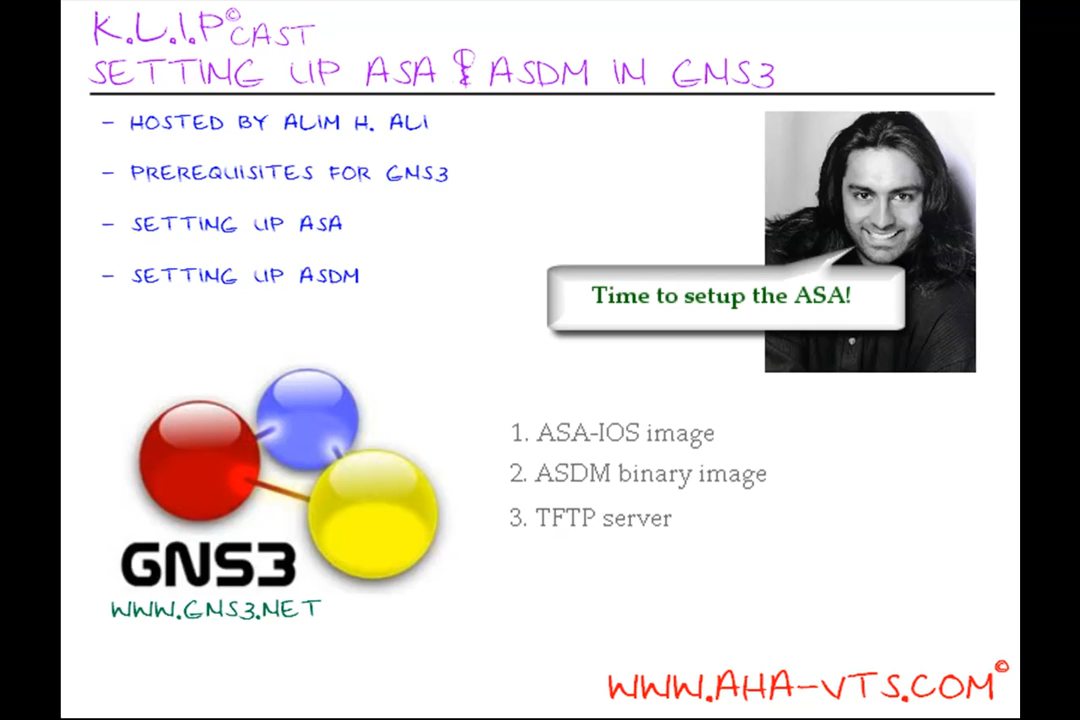 K.L.I.P© CAST
SETTING UP ASA & ASDM IN GNS3
- HOSTED BY ALIM H. ALI
- PREREQUISITES FOR GNS3
- SETTING UP ASA
- SETTING UP ASDM
Time to setup the ASA!
1. ASA-IOS image
2. ASDM binary image
3. TFTP server
GNS3
WWW.GNS3.NET
WWW.AHA-VTS.COM©